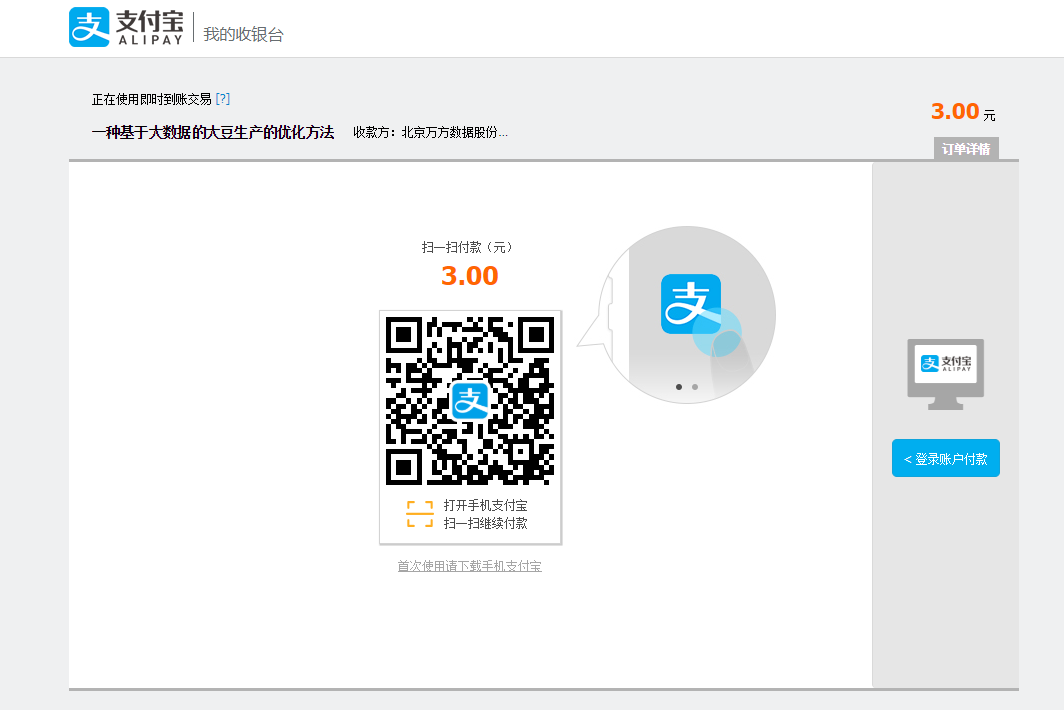 支付宝
ALIPAY
我的收银台
正在使用即时到账交易 [?]
一种基于大数据的大豆生产的优化方法 收款方：北京万方数据股份...
3.00 元
订单详情
扫一扫付款（元）
3.00
支
支
打开手机支付宝
扫一扫继续付款
首次使用请下载手机支付宝
支付宝
ALIPAY
< 登录账户付款